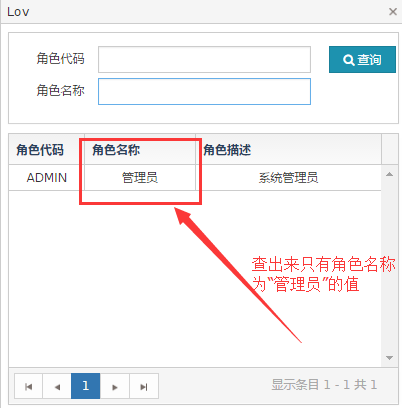 Lov
角色代码
查询
角色名称
角色代码 角色名称 角色描述
ADMIN 管理员 系统管理员
查出来只有角色名称
为“管理员”的值
1 显示条目 1 - 1 共 1